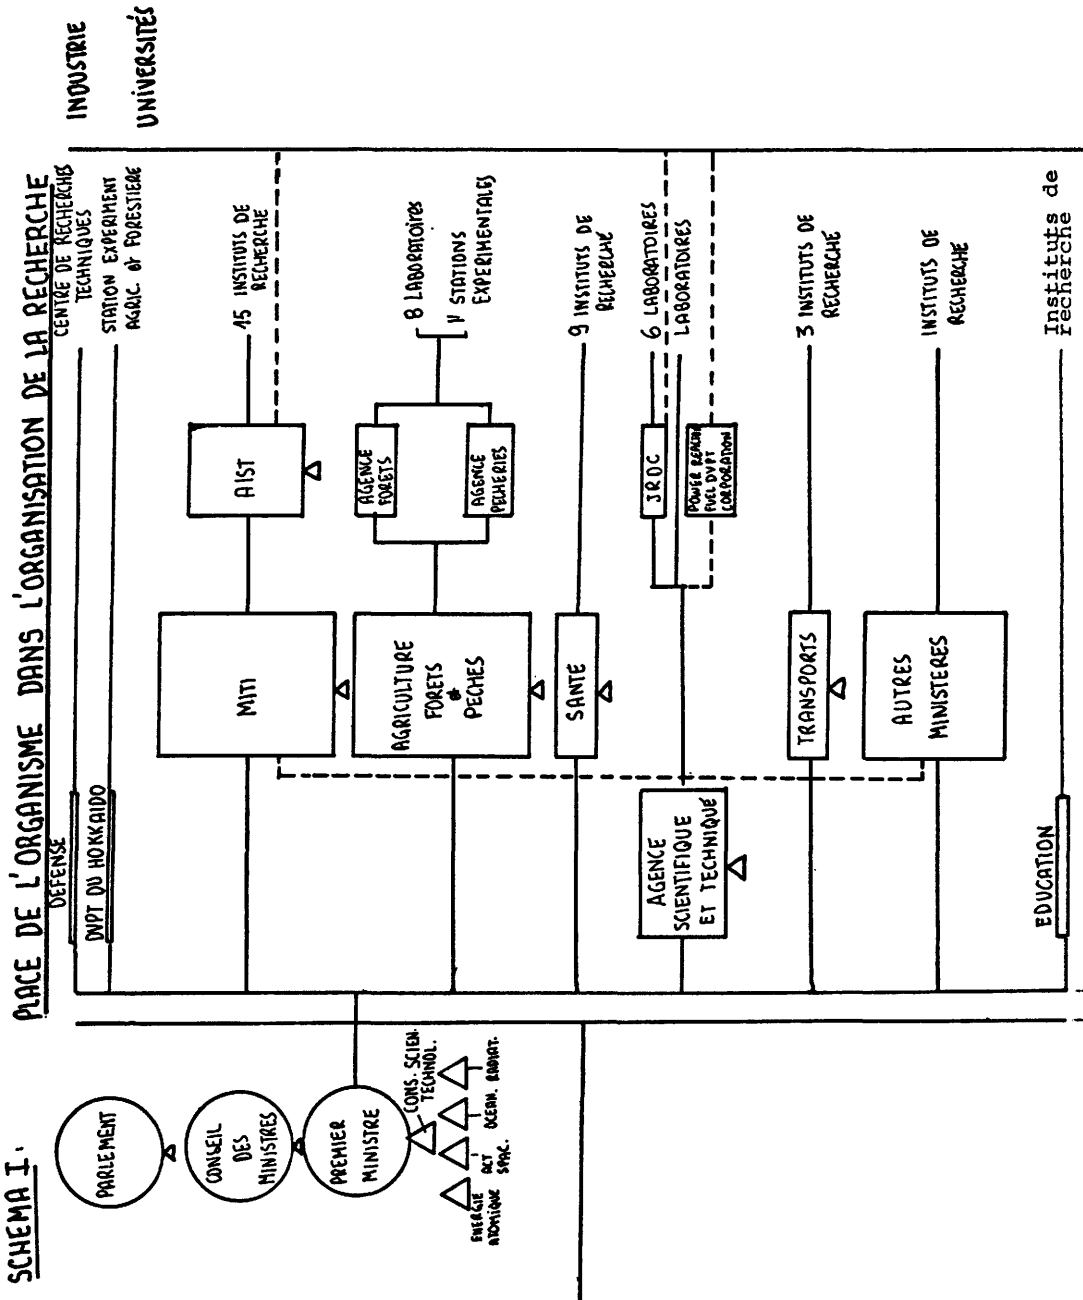 SCHEMA I.
PLACE DE L'ORGANISME DANS L'ORGANISATION DE LA RECHERCHE
PARLEMENT
CONSEIL
DES
MINISTRES
PREMIER
MINISTRE
CONS. SCIEN.
TECHNOL.
ENERGIE
ATOMIQUE
ACT
SPAC.
OCEAN.
RADIAT.
DEFENSE
CENTRE DE RECHERCHES
TECHNIQUES
DVPT DU HOKKAIDO
STATION EXPERIMENT
AGRIC. et FORESTIERE
INDUSTRIE
UNIVERSITÉS
MITI
AIST
15 INSTITUTS DE
RECHERCHE
AGRICULTURE
FORETS
et
PECHES
AGENCE
FORETS
AGENCE
PECHERIES
8 LABORATOIRES
STATIONS
EXPERIMENTALES
SANTE
9 INSTITUTS DE
RECHERCHE
AGENCE
SCIENTIFIQUE
ET TECHNIQUE
JRDC
6 LABORATOIRES
LABORATOIRES
POWER REACTOR
FUEL DVPT
CORPORATION
TRANSPORTS
3 INSTITUTS DE
RECHERCHE
AUTRES
MINISTERES
INSTITUTS DE
RECHERCHE
EDUCATION
Instituts de
recherche